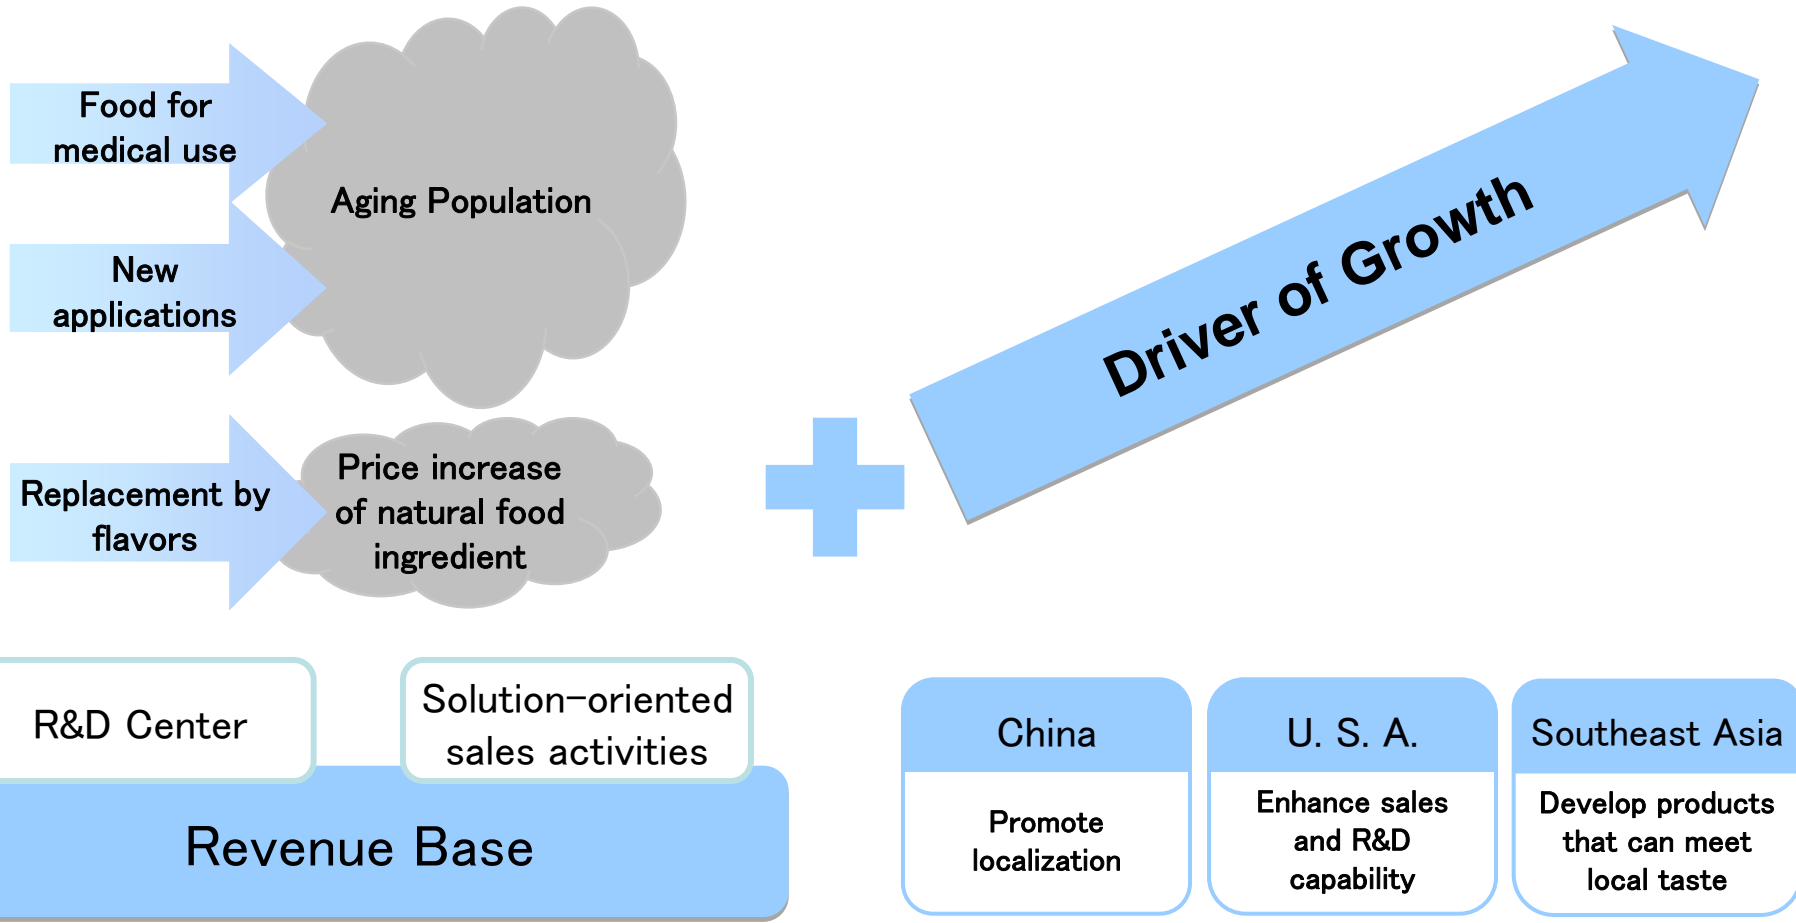 Food for
medical use
Aging Population
New
applications
Replacement by
flavors
Price increase
of natural food
ingredient
Driver of Growth
R&D Center
Solution-oriented
sales activities
Revenue Base
China
Promote
localization
U. S. A.
Enhance sales
and R&D
capability
Southeast Asia
Develop products
that can meet
local taste